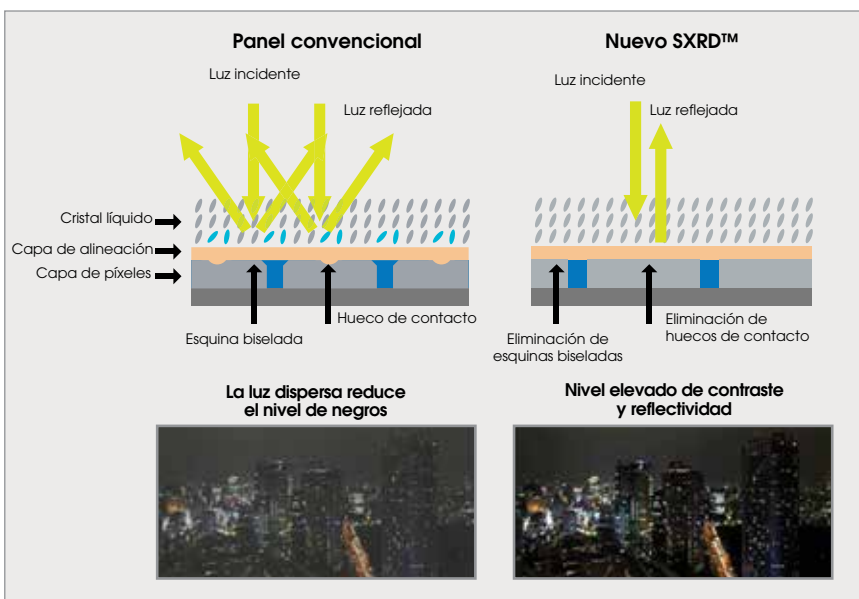 Panel convencional
Luz incidente
Luz reflejada
Cristal líquido
Capa de alineación
Capa de píxeles
Esquina biselada
Hueco de contacto
La luz dispersa reduce
el nivel de negros
Nuevo SXRD™
Luz incidente
Luz reflejada
Eliminación de
esquinas biseladas
Eliminación de
huecos de contacto
Nivel elevado de contraste
y reflectividad